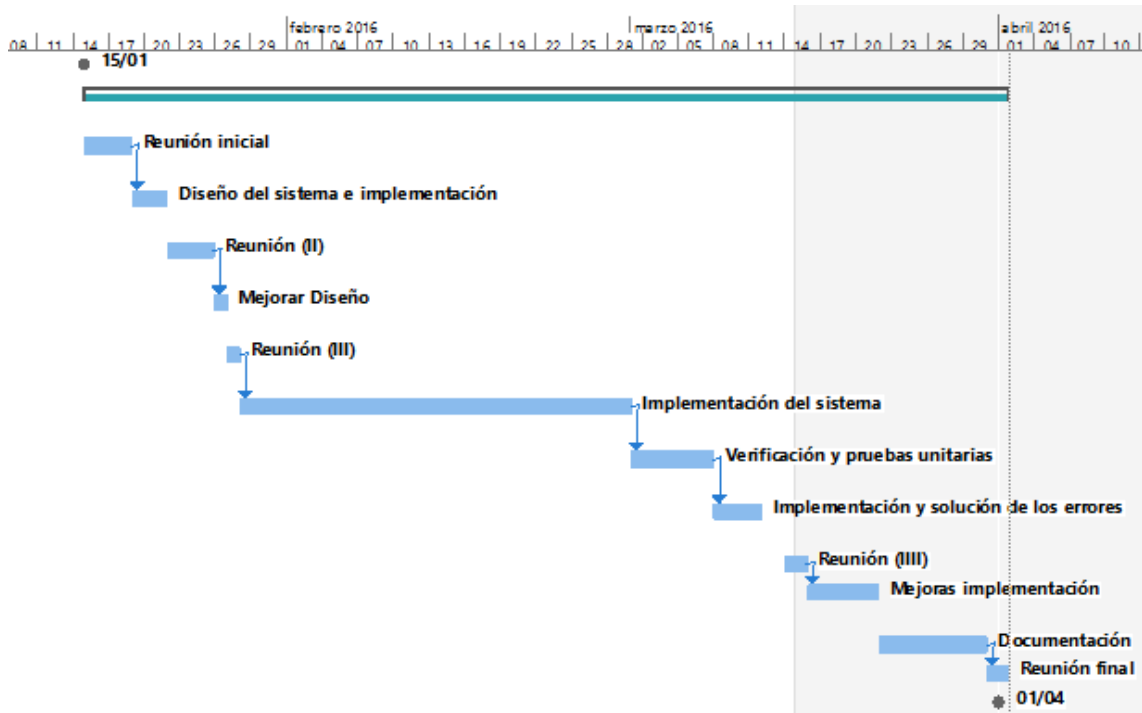 febrero 2016 marzo 2016 abril 2016
08 11 14 17 20 23 26 29 01 04 07 10 13 16 19 22 25 28 02 05 08 11 14 17 20 23 26 29 01 04 07 10
15/01
Reunión inicial
Diseño del sistema e implementación
Reunión (II)
Mejorar Diseño
Reunión (III)
Implementación del sistema
Verificación y pruebas unitarias
Implementación y solución de los errores
Reunión (IIII)
Mejoras implementación
Documentación
Reunión final
01/04